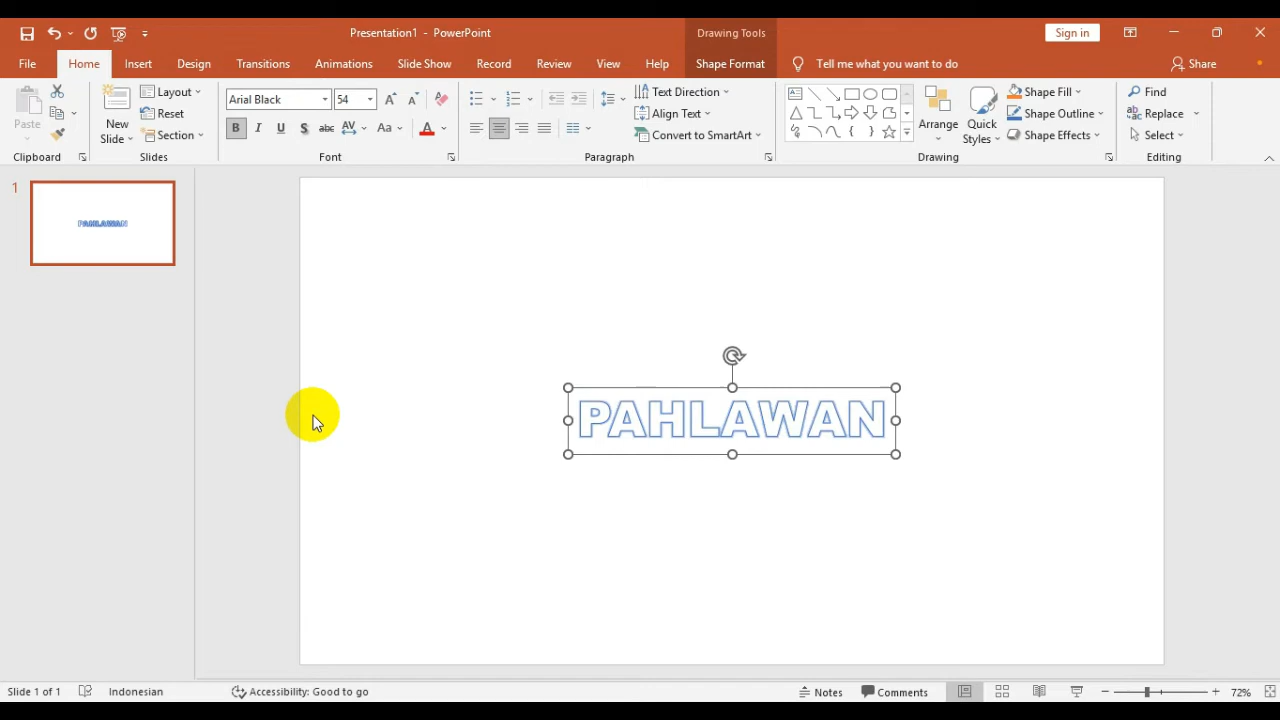 Presentation1 - PowerPoint
Drawing Tools
Sign in
File Home Insert Design Transitions Animations Slide Show Record Review View Help Shape Format Tell me what you want to do Share
Paste
New Slide
Layout
Reset
Section
Arial Black 54
Text Direction
Align Text
Convert to SmartArt
Arrange
Quick Styles
Shape Fill
Shape Outline
Shape Effects
Find
Replace
Select
Clipboard Slides Font Paragraph Drawing Editing
1
PAHLAWAN
PAHLAWAN
Slide 1 of 1 Indonesian Accessibility: Good to go Notes Comments 72%